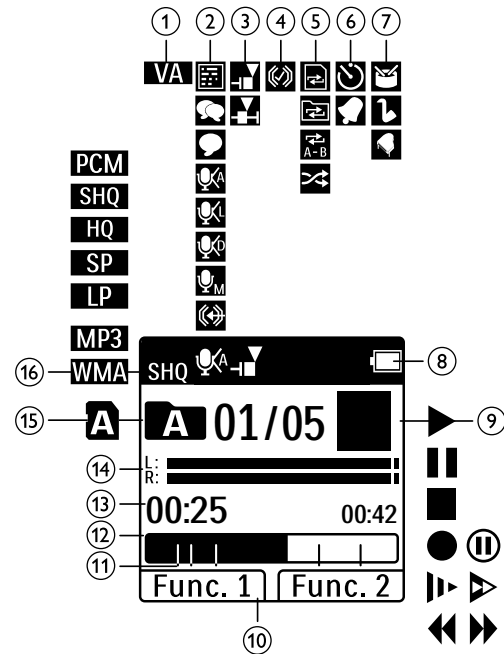 1 2 3 4 5 6 7
VA
A-B
A
L
D
M
PCM
SHQ
HQ
SP
LP
MP3
16 WMA SHQ A 8
15 A A 01/05 9
14 L:
R:
13 00:25 00:42
12
11
Func. 1 Func. 2
10